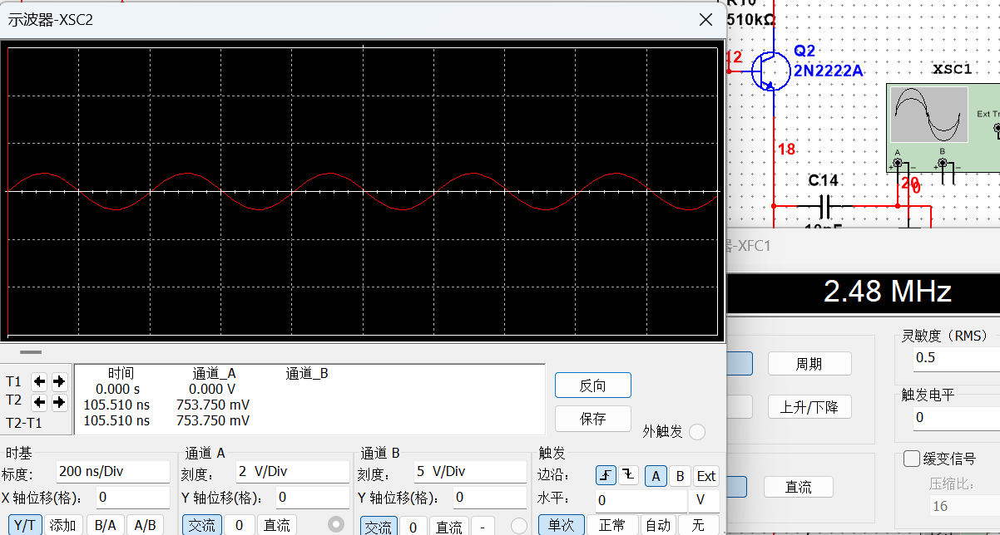 示波器-XSC2
510kΩ
12
Q2
2N2222A
XSC1
Ext
A
B
18
C14
20
0
-XFC1
2.48 MHz
时间 通道_A 通道_B
T1 0.000 s 0.000 V
T2 105.510 ns 753.750 mV
T2-T1 105.510 ns 753.750 mV
反向
保存
外触发
时基
标度: 200 ns/Div
X 轴位移(格): 0
Y/T 添加 B/A A/B
通道 A
刻度: 2 V/Div
Y 轴位移(格): 0
交流 0 直流
通道 B
刻度: 5 V/Div
Y 轴位移(格): 0
交流 0 直流 -
触发
边沿: A B Ext
水平: 0 V
单次 正常 自动 无
周期
上升/下降
直流
灵敏度（RMS）
0.5
触发电平
0
缓变信号
压缩比:
16